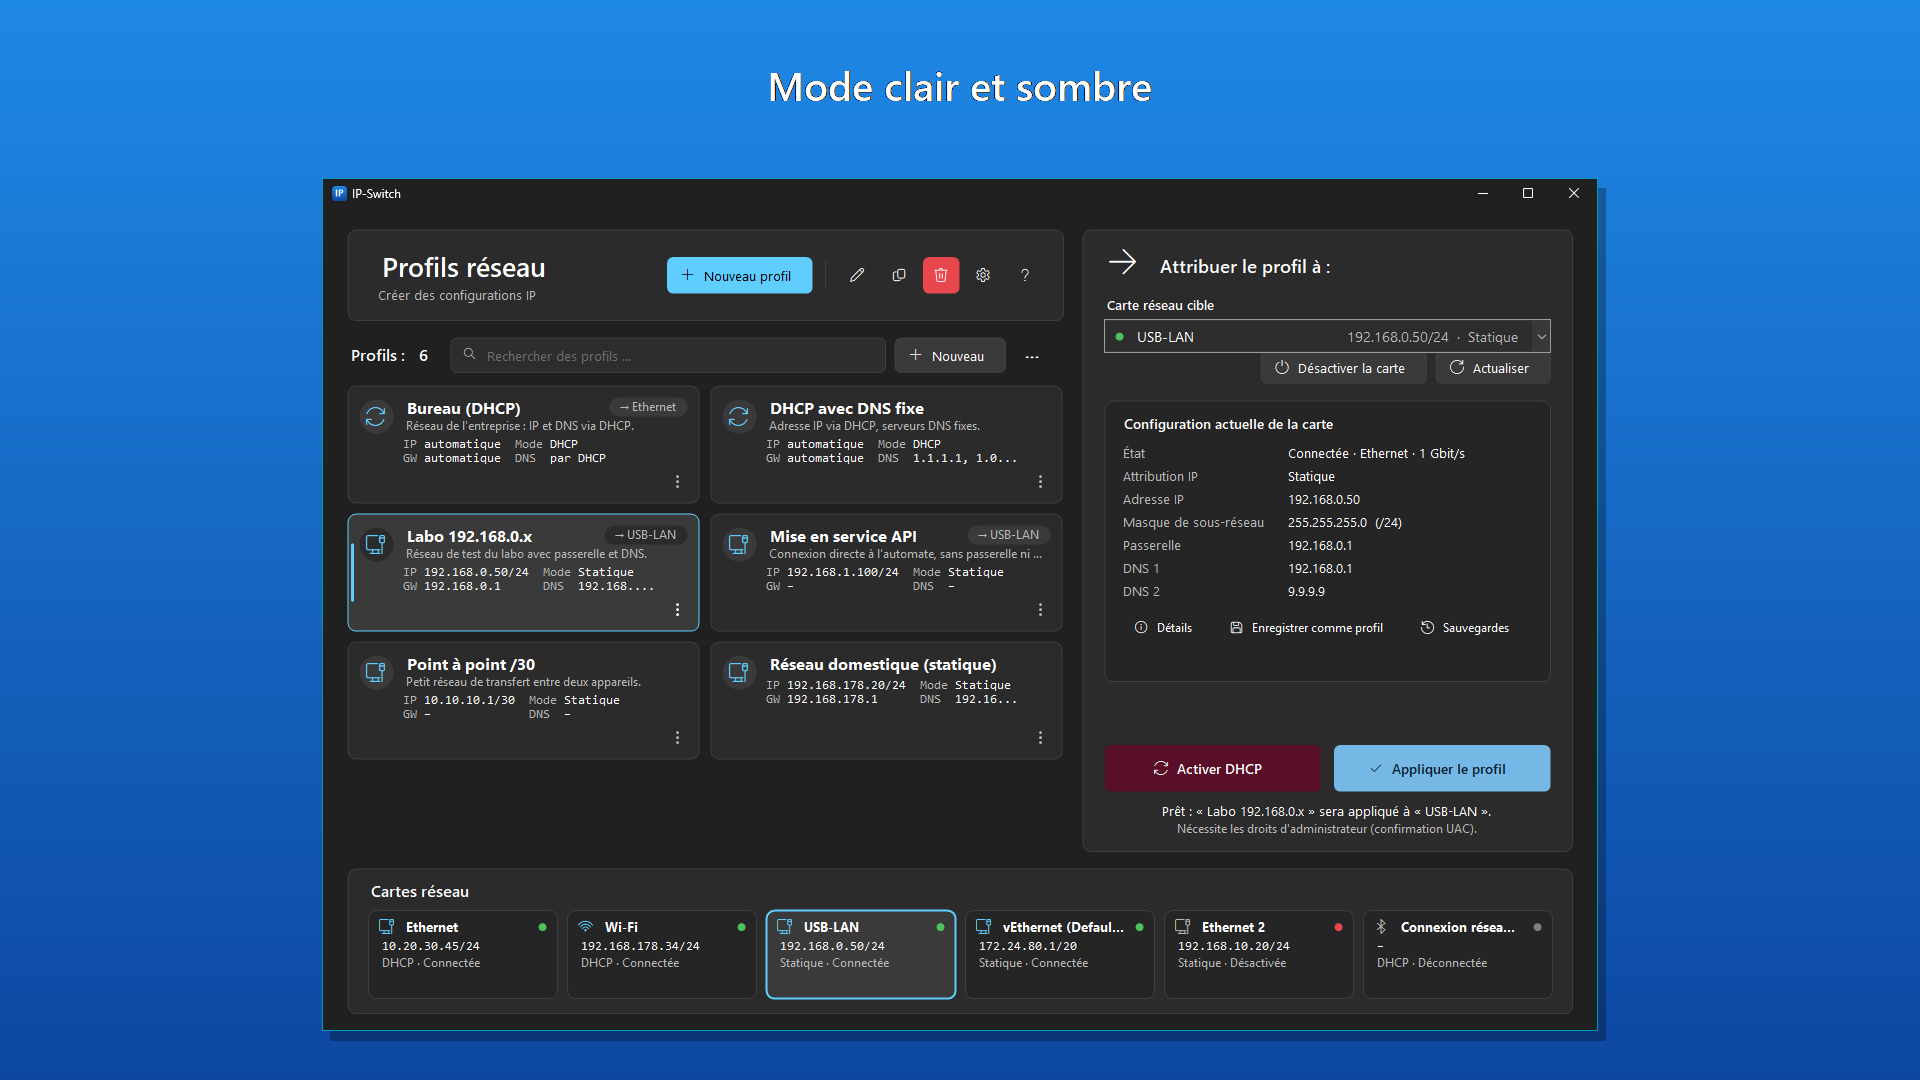 Mode clair et sombre
IP IP-Switch
Profils réseau
Créer des configurations IP
Nouveau profil
?
Profils : 6
Rechercher des profils ...
Nouveau
Bureau (DHCP)
→ Ethernet
Réseau de l'entreprise : IP et DNS via DHCP.
IP automatique Mode DHCP
GW automatique DNS par DHCP
DHCP avec DNS fixe
Adresse IP via DHCP, serveurs DNS fixes.
IP automatique Mode DHCP
GW automatique DNS 1.1.1.1, 1.0...
Labo 192.168.0.x
→ USB-LAN
Réseau de test du labo avec passerelle et DNS.
IP 192.168.0.50/24 Mode Statique
GW 192.168.0.1 DNS 192.168....
Mise en service API
→ USB-LAN
Connexion directe à l'automate, sans passerelle ni ...
IP 192.168.1.100/24 Mode Statique
GW – DNS –
Point à point /30
Petit réseau de transfert entre deux appareils.
IP 10.10.10.1/30 Mode Statique
GW – DNS –
Réseau domestique (statique)
IP 192.168.178.20/24 Mode Statique
GW 192.168.178.1 DNS 192.16...
Attribuer le profil à :
Carte réseau cible
USB-LAN 192.168.0.50/24 · Statique
Désactiver la carte
Actualiser
Configuration actuelle de la carte
État Connectée · Ethernet · 1 Gbit/s
Attribution IP Statique
Adresse IP 192.168.0.50
Masque de sous-réseau 255.255.255.0 (/24)
Passerelle 192.168.0.1
DNS 1 192.168.0.1
DNS 2 9.9.9.9
Détails
Enregistrer comme profil
Sauvegardes
Activer DHCP
Appliquer le profil
Prêt : « Labo 192.168.0.x » sera appliqué à « USB-LAN ».
Nécessite les droits d'administrateur (confirmation UAC).
Cartes réseau
Ethernet
10.20.30.45/24
DHCP · Connectée
Wi-Fi
192.168.178.34/24
DHCP · Connectée
USB-LAN
192.168.0.50/24
Statique · Connectée
vEthernet (Defaul...
172.24.80.1/20
Statique · Connectée
Ethernet 2
192.168.10.20/24
Statique · Désactivée
Connexion résea...
–
DHCP · Déconnectée